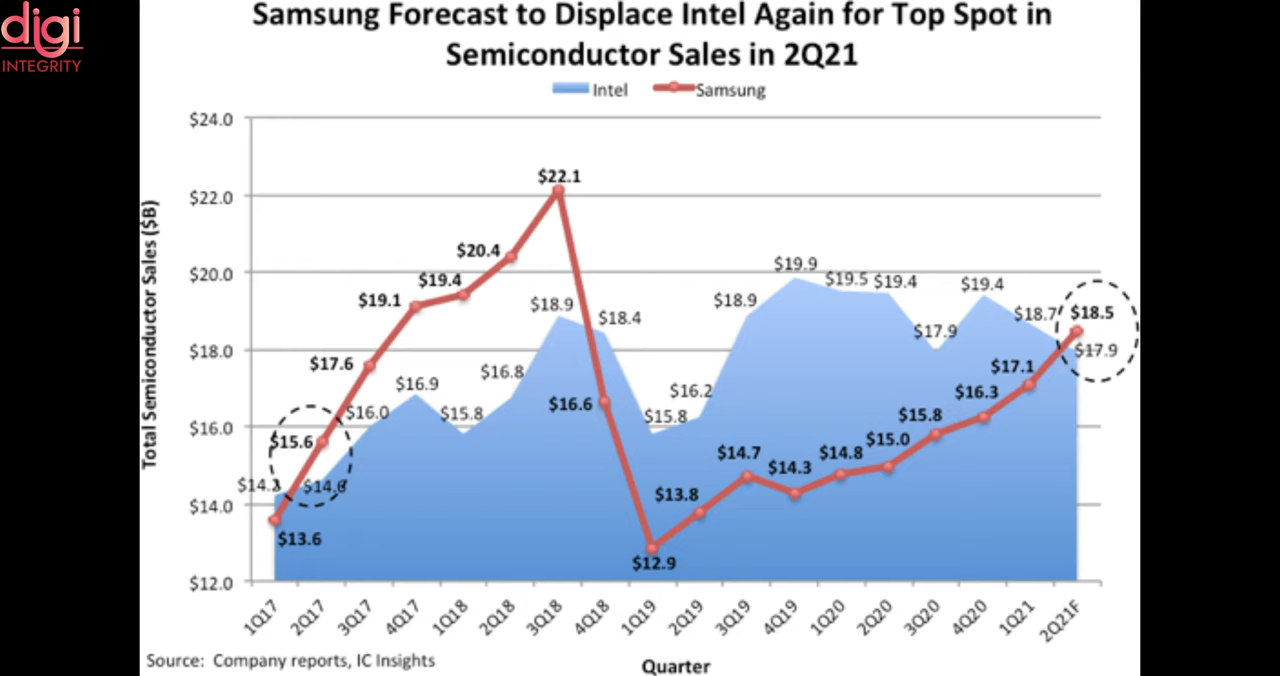 digi
INTEGRITY
Samsung Forecast to Displace Intel Again for Top Spot in
Semiconductor Sales in 2Q21
Intel
Samsung
Total Semiconductor Sales ($B)
$24.0
$22.0
$20.0
$18.0
$16.0
$14.0
$12.0
$14.2
$14.6
$16.0
$16.9
$15.8
$16.8
$18.9
$18.4
$15.8
$16.2
$18.9
$19.9
$19.5
$19.4
$17.9
$19.4
$18.7
$17.9
$13.6
$15.6
$17.6
$19.1
$19.4
$20.4
$22.1
$16.6
$12.9
$13.8
$14.7
$14.3
$14.8
$15.0
$15.8
$16.3
$17.1
$18.5
1Q17
2Q17
3Q17
4Q17
1Q18
2Q18
3Q18
4Q18
1Q19
2Q19
3Q19
4Q19
1Q20
2Q20
3Q20
4Q20
1Q21
2Q21F
Quarter
Source: Company reports, IC Insights